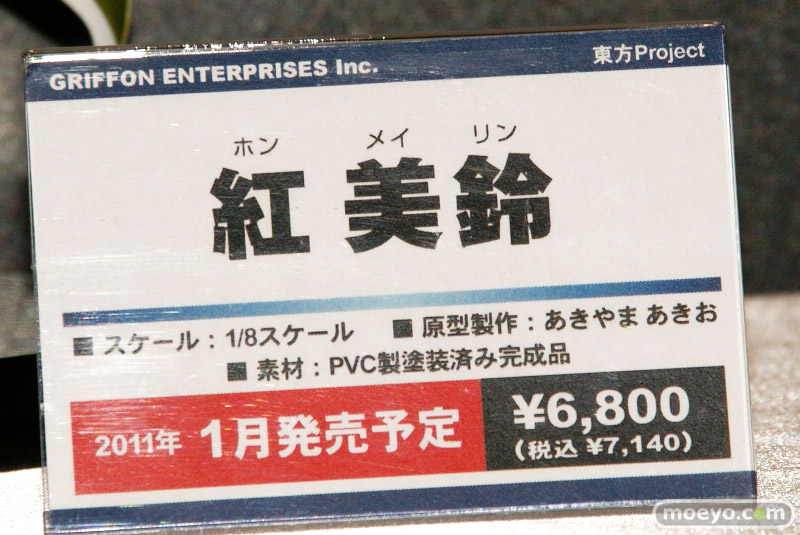 GRIFFON ENTERPRISES Inc. 東方Project
ホン メイ リン
紅 美 鈴
■ スケール：1/8スケール ■ 原型製作：あきやま あきお
■ 素材：PVC製塗装済み完成品
2011年 1月発売予定 ¥6,800
(税込 ¥7,140)
moeyo.com